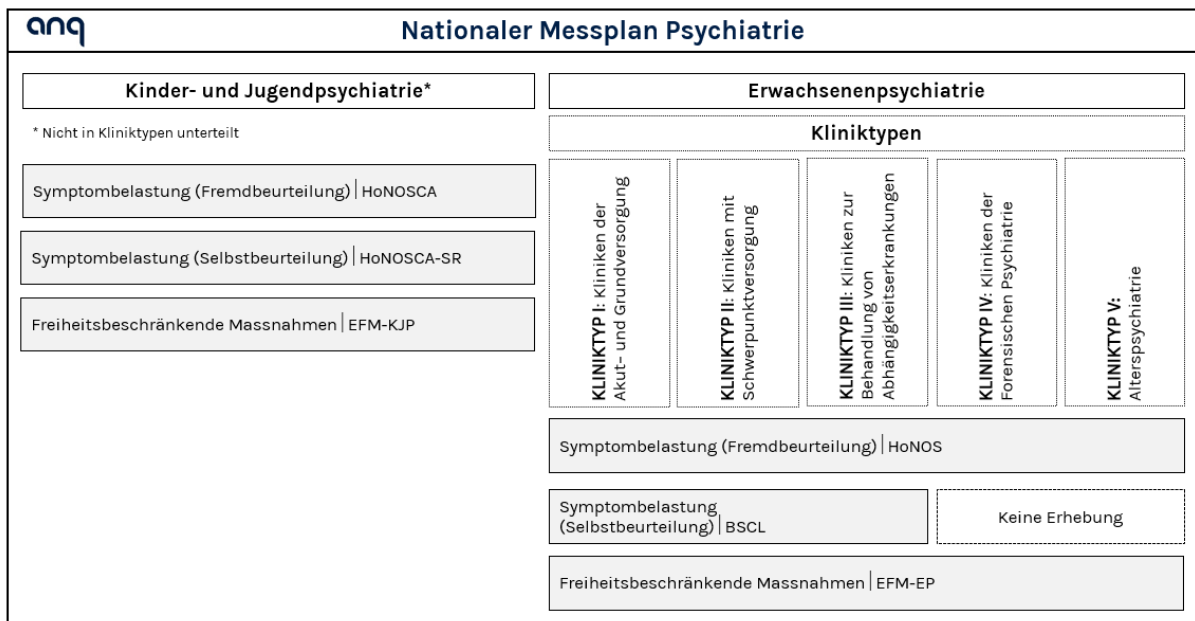 anq
Nationaler Messplan Psychiatrie
Kinder- und Jugendpsychiatrie*
* Nicht in Kliniktypen unterteilt
Symptombelastung (Fremdbeurteilung) | HoNOSCA
Symptombelastung (Selbstbeurteilung) | HoNOSCA-SR
Freiheitsbeschränkende Massnahmen | EFM-KJP
Erwachsenenpsychiatrie
Kliniktypen
KLINIKTYP I: Kliniken der
Akut- und Grundversorgung
KLINIKTYP II: Kliniken mit
Schwerpunktversorgung
KLINIKTYP III: Kliniken zur
Behandlung von
Abhängigkeitserkrankungen
KLINIKTYP IV: Kliniken der
Forensischen Psychiatrie
KLINIKTYP V:
Alterspsychiatrie
Symptombelastung (Fremdbeurteilung) | HoNOS
Symptombelastung
(Selbstbeurteilung) | BSCL
Keine Erhebung
Freiheitsbeschränkende Massnahmen | EFM-EP